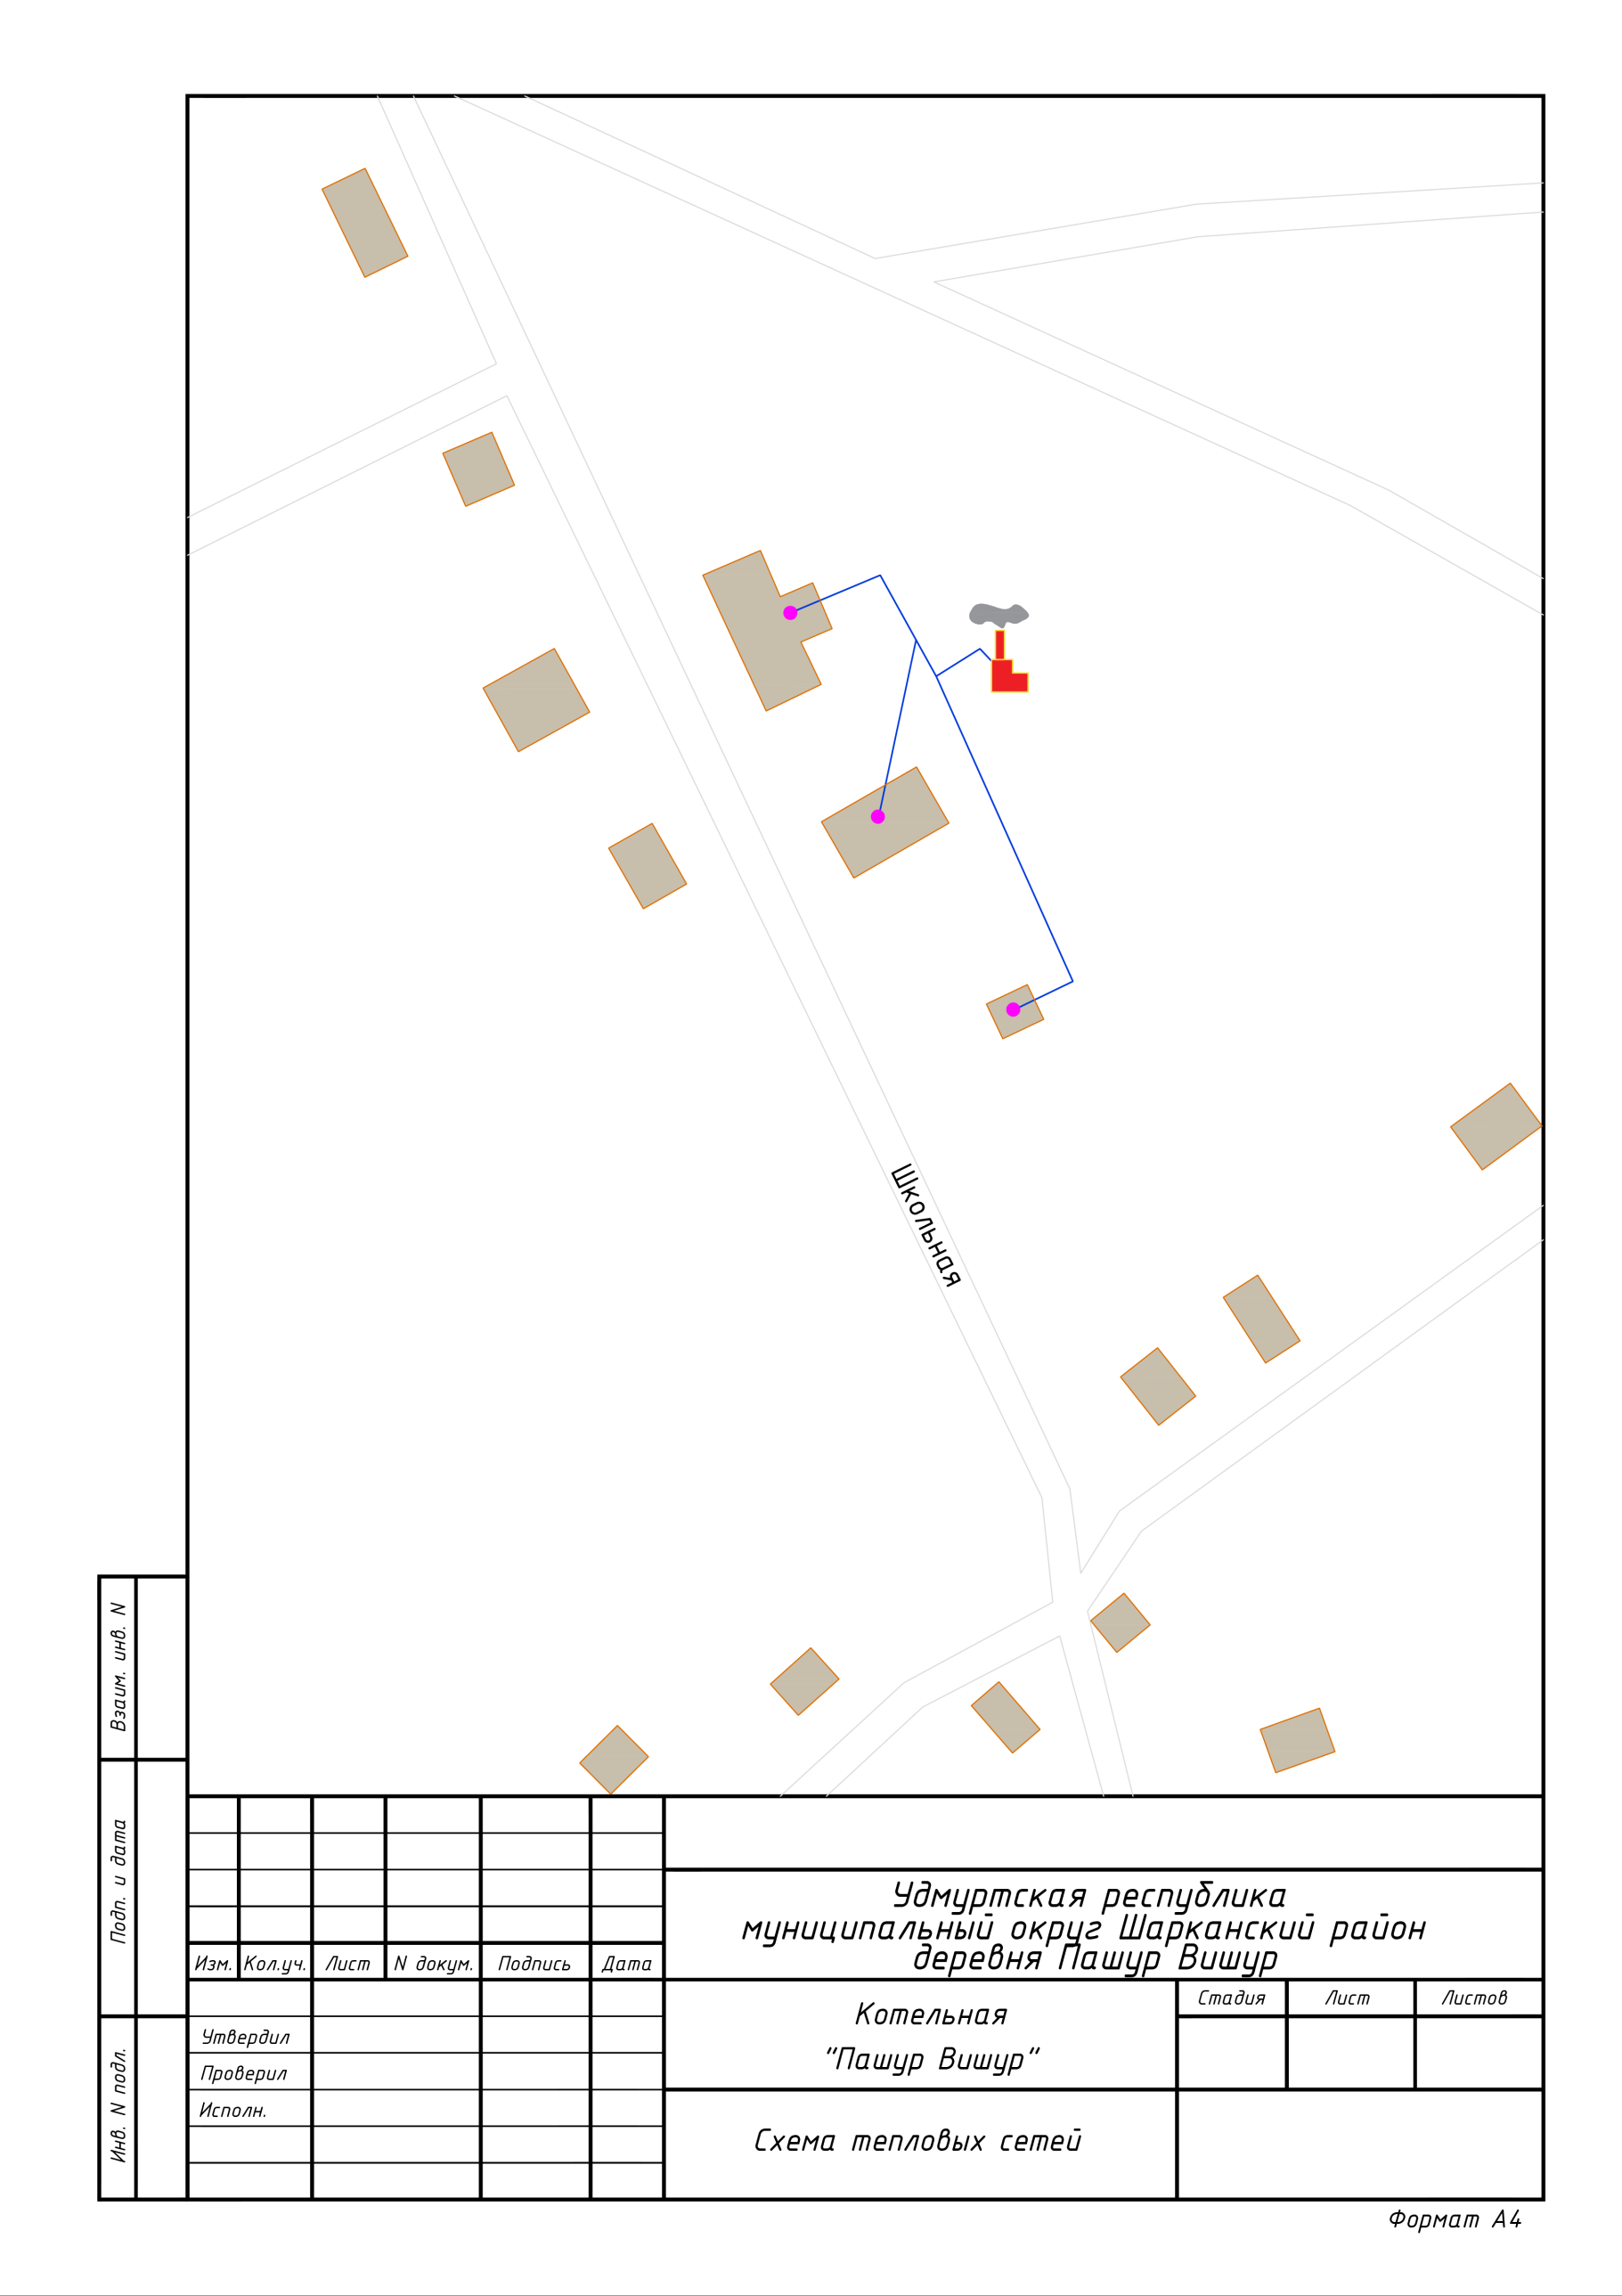 Школьная
Взаим. инв. N
Подп. и дата
Инв. N подл.
Удмуртская республика
муниципальный округ Шарканский район
деревня Пашур Вишур
Изм. Кол.уч. Лист N докум. Подпись Дата
Котельная
"Пашур Вишур"
Стадия Лист Листов
Утвердил
Проверил
Исполн.
Схема тепловых сетей
Формат А4